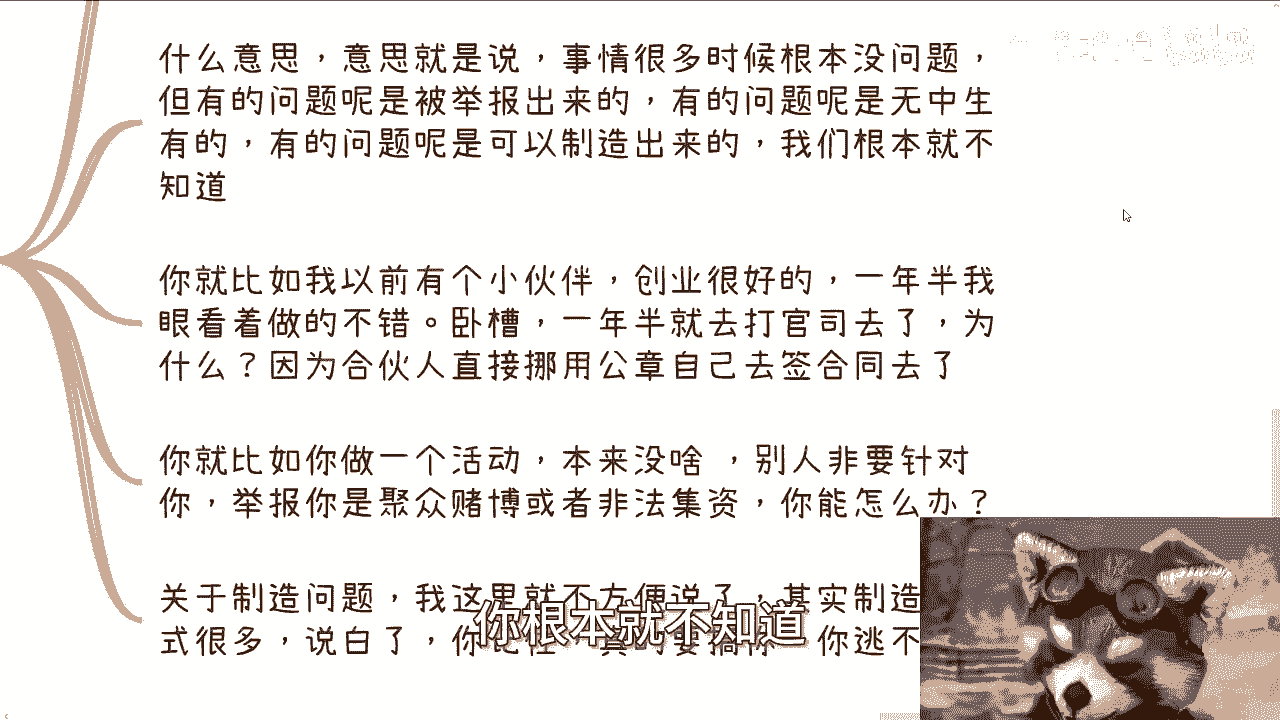 什么意思，意思就是说，事情很多时候根本没问题，
但有的问题呢是被举报出来的，有的问题呢是无中生
有的，有的问题呢是可以制造出来的，我们根本就不
知道
你就比如我以前有个小伙伴，创业很好的，一年半我
眼看着做的不错。卧槽，一年半就去打官司去了，为
什么？因为合伙人直接挪用公章自己去签合同去了
你就比如你做一个活动，本来没啥 ，别人非要针对
你，举报你是聚众赌博或者非法集资，你能怎么办？
关于制造问题，我这里就不方便说了，其实制造
式很多，说白了，你记住，真的要搞你 你逃不
你根本就不知道